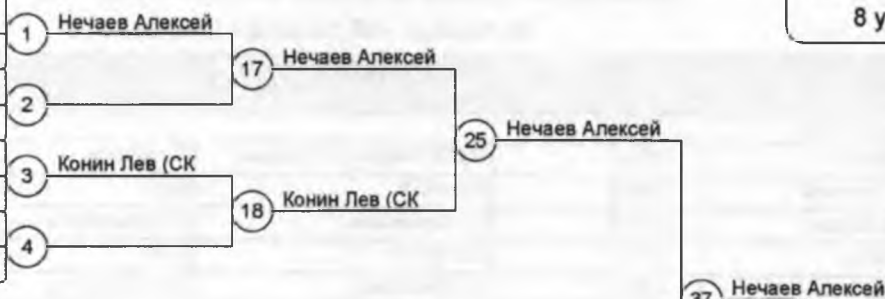 8 у
1 Нечаев Алексей
17 Нечаев Алексей
2
25 Нечаев Алексей
3 Конин Лев (СК
18 Конин Лев (СК
4
37 Нечаев Алексей